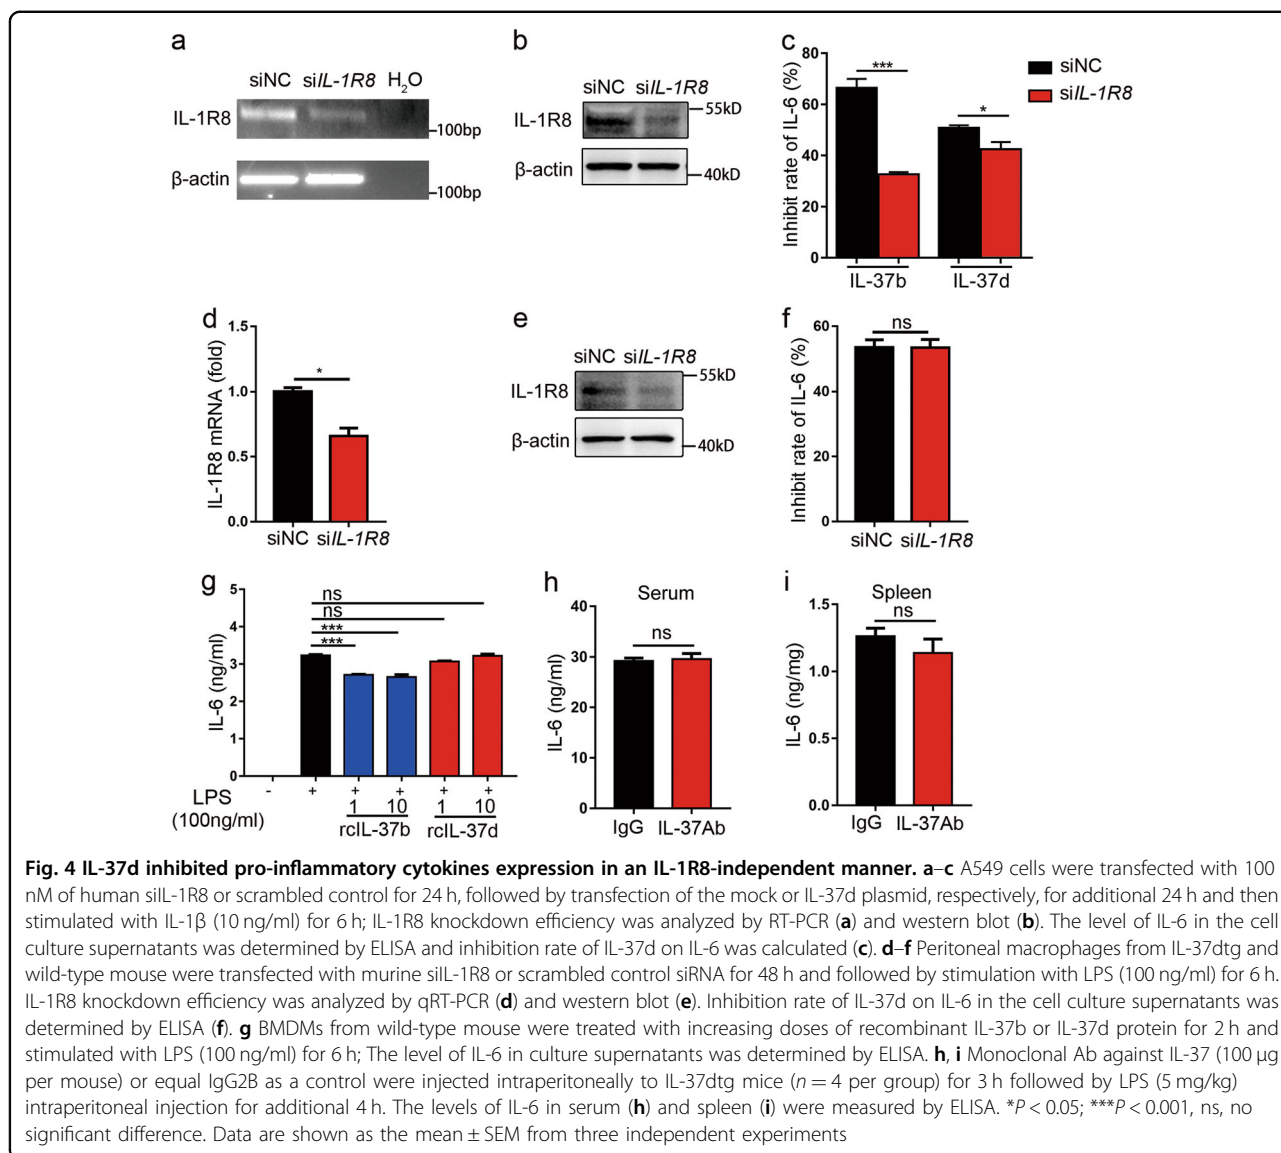 a
siNC siIL-1R8 H2O
IL-1R8
-100bp
β-actin
-100bp
b
siNC siIL-1R8
55kD
IL-1R8
β-actin
40kD
c
Inhibit rate of IL-6 (%)
80
60
40
20
0
***
*
IL-37b IL-37d
siNC
siIL-1R8
d
IL-1R8 mRNA (fold)
1.5
1.0
0.5
0.0
*
siNC siIL-1R8
e
siNC siIL-1R8
55kD
IL-1R8
β-actin
40kD
f
Inhibit rate of IL-6 (%)
60
40
20
0
ns
siNC siIL-1R8
g
IL-6 (ng/ml)
5
4
3
2
1
0
ns
ns
***
***
LPS
(100ng/ml)
- + + + + +
1 10 1 10
rcIL-37b rcIL-37d
h
Serum
IL-6 (ng/ml)
40
30
20
10
0
ns
IgG IL-37Ab
i
Spleen
IL-6 (ng/mg)
1.5
1.0
0.5
0.0
ns
IgG IL-37Ab
Fig. 4 IL-37d inhibited pro-inflammatory cytokines expression in an IL-1R8-independent manner. a–c A549 cells were transfected with 100
nM of human siIL-1R8 or scrambled control for 24 h, followed by transfection of the mock or IL-37d plasmid, respectively, for additional 24 h and then
stimulated with IL-1β (10 ng/ml) for 6 h; IL-1R8 knockdown efficiency was analyzed by RT-PCR (a) and western blot (b). The level of IL-6 in the cell
culture supernatants was determined by ELISA and inhibition rate of IL-37d on IL-6 was calculated (c). d–f Peritoneal macrophages from IL-37dtg and
wild-type mouse were transfected with murine siIL-1R8 or scrambled control siRNA for 48 h and followed by stimulation with LPS (100 ng/ml) for 6 h.
IL-1R8 knockdown efficiency was analyzed by qRT-PCR (d) and western blot (e). Inhibition rate of IL-37d on IL-6 in the cell culture supernatants was
determined by ELISA (f). g BMDMs from wild-type mouse were treated with increasing doses of recombinant IL-37b or IL-37d protein for 2 h and
stimulated with LPS (100 ng/ml) for 6 h; The level of IL-6 in culture supernatants was determined by ELISA. h, i Monoclonal Ab against IL-37 (100 μg
per mouse) or equal IgG2B as a control were injected intraperitoneally to IL-37dtg mice (n = 4 per group) for 3 h followed by LPS (5 mg/kg)
intraperitoneal injection for additional 4 h. The levels of IL-6 in serum (h) and spleen (i) were measured by ELISA. *P < 0.05; ***P < 0.001, ns, no
significant difference. Data are shown as the mean ± SEM from three independent experiments